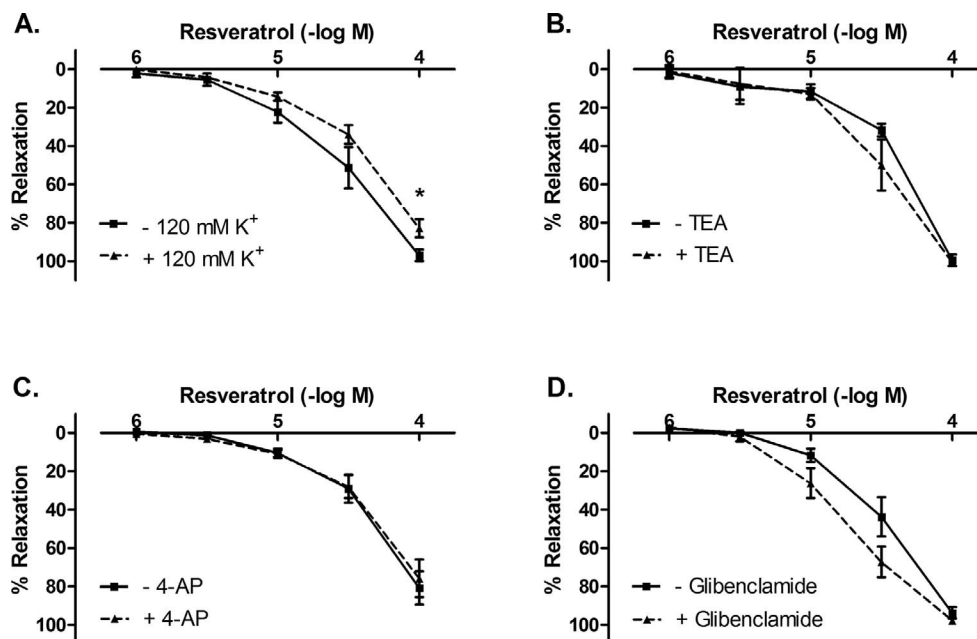 A.
Resveratrol (-log M)
6 5 4
0
20
40
60
80
100
% Relaxation
*
- 120 mM K+
+ 120 mM K+
B.
Resveratrol (-log M)
6 5 4
0
20
40
60
80
100
% Relaxation
- TEA
+ TEA
C.
Resveratrol (-log M)
6 5 4
0
20
40
60
80
100
% Relaxation
- 4-AP
+ 4-AP
D.
Resveratrol (-log M)
6 5 4
0
20
40
60
80
100
% Relaxation
- Glibenclamide
+ Glibenclamide